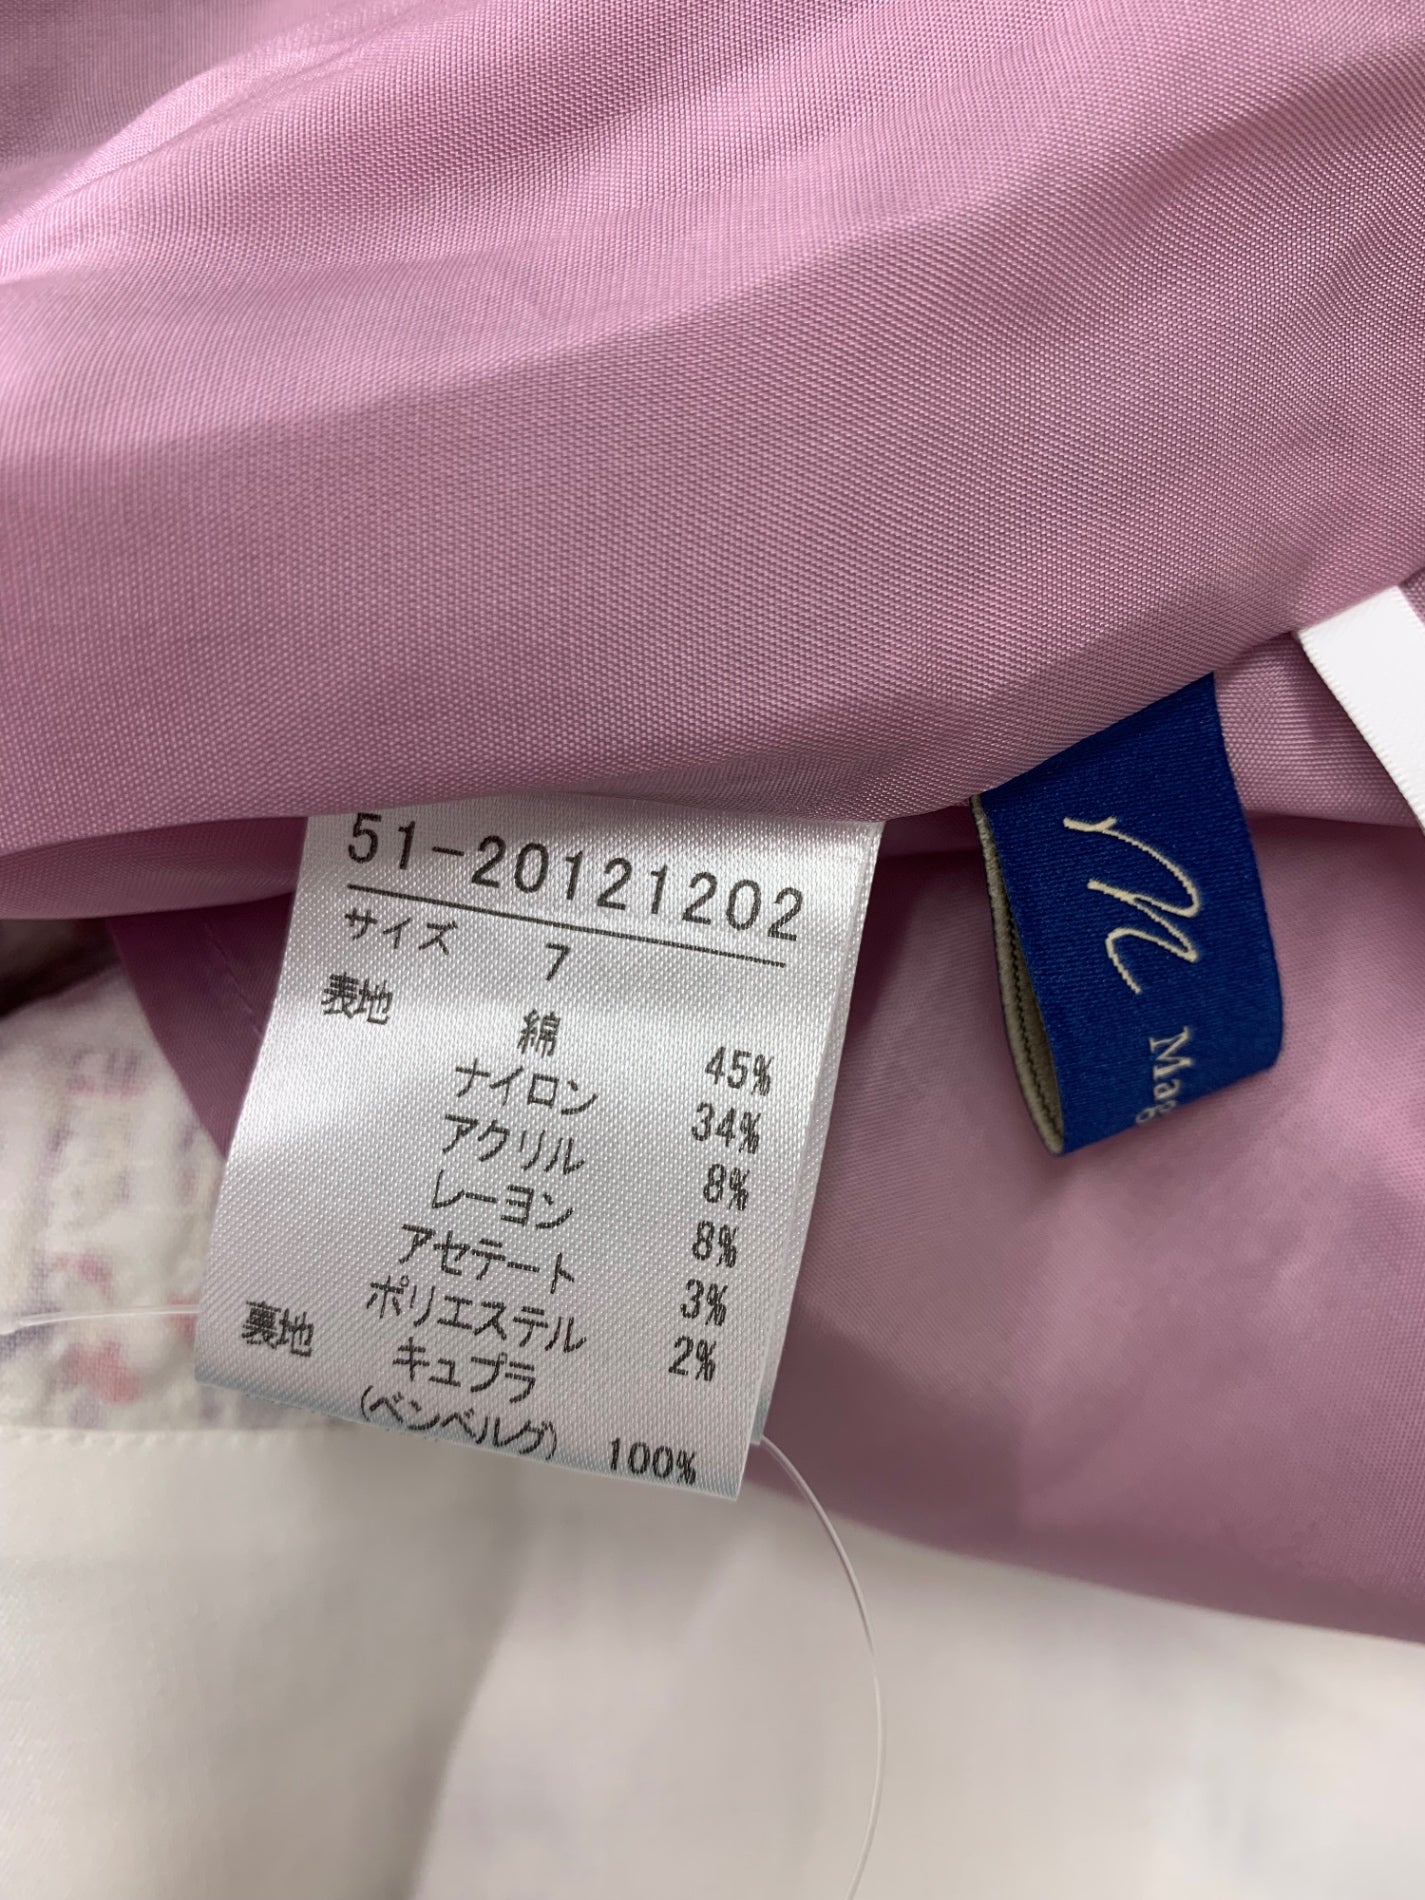 51-20121202
サイズ 7
表地
綿 45%
ナイロン 34%
アクリル 8%
レーヨン 8%
アセテート 3%
ポリエステル 2%
裏地 キュプラ
(ベンベルグ) 100%
m